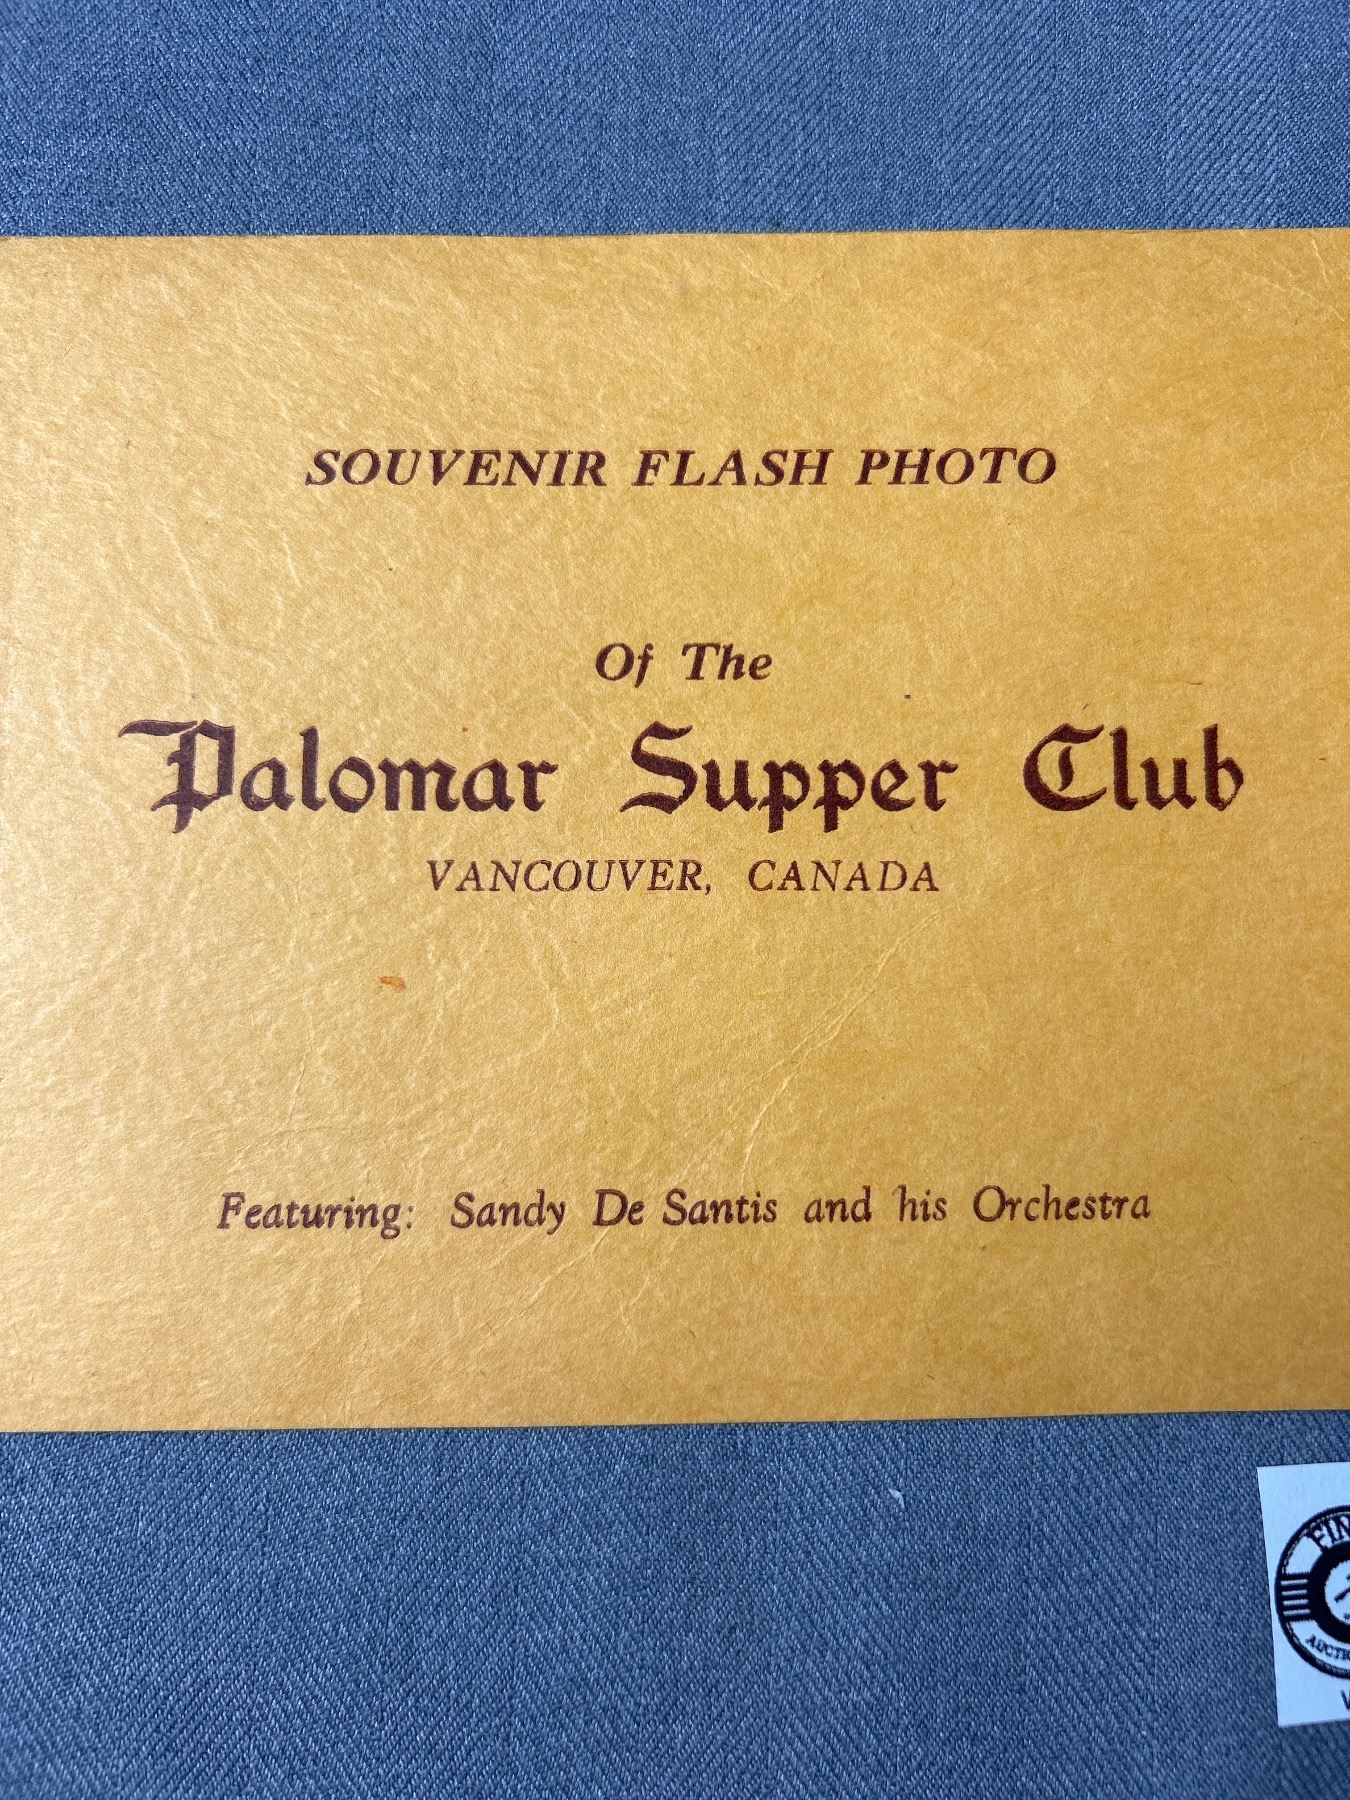 SOUVENIR FLASH PHOTO
Of The
Palomar Supper Club
VANCOUVER, CANADA
Featuring: Sandy De Santis and his Orchestra